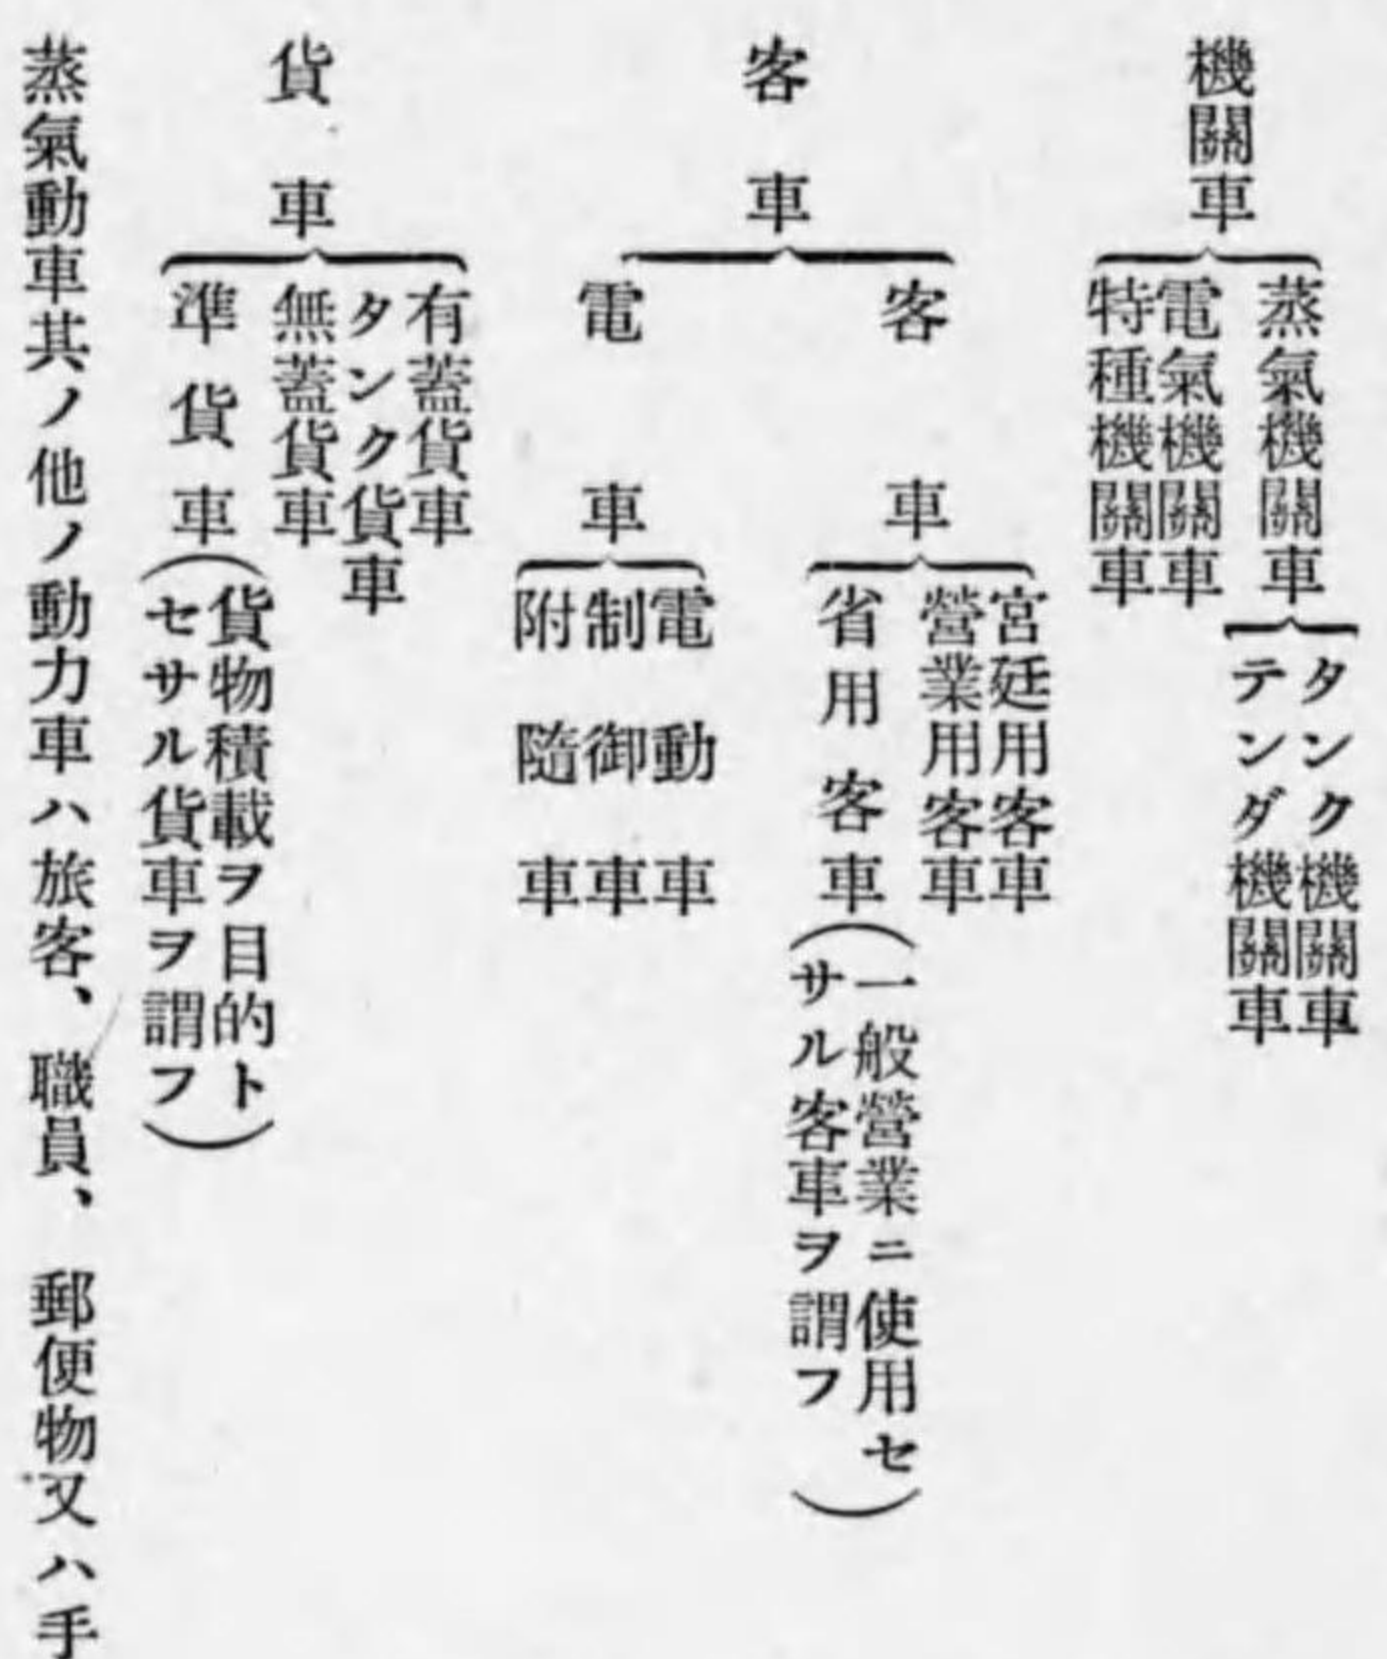 機關車
蒸氣機關車
タンク機關車
テンダ機關車
電氣機關車
特種機關車
客車
客車
宮廷用客車
營業用客車
省用客車
(一般營業ニ使用セ
サル客車ヲ謂フ)
電車
電動車
制御車
附隨車
貨車
有蓋貨車
タンク貨車
無蓋貨車
準貨車
(貨物積載ヲ目的ト
セサル貨車ヲ謂フ)
蒸氣動車其ノ他ノ動力車ハ旅客、職員、郵便物又ハ手